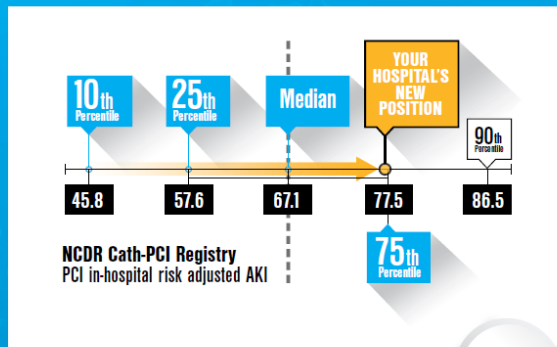 YOUR
HOSPITAL'S
NEW
POSITION
10th
Percentile
25th
Percentile
Median
90th
Percentile
45.8
57.6
67.1
77.5
86.5
NCDR Cath-PCI Registry
PCI in-hospital risk adjusted AKI
75th
Percentile